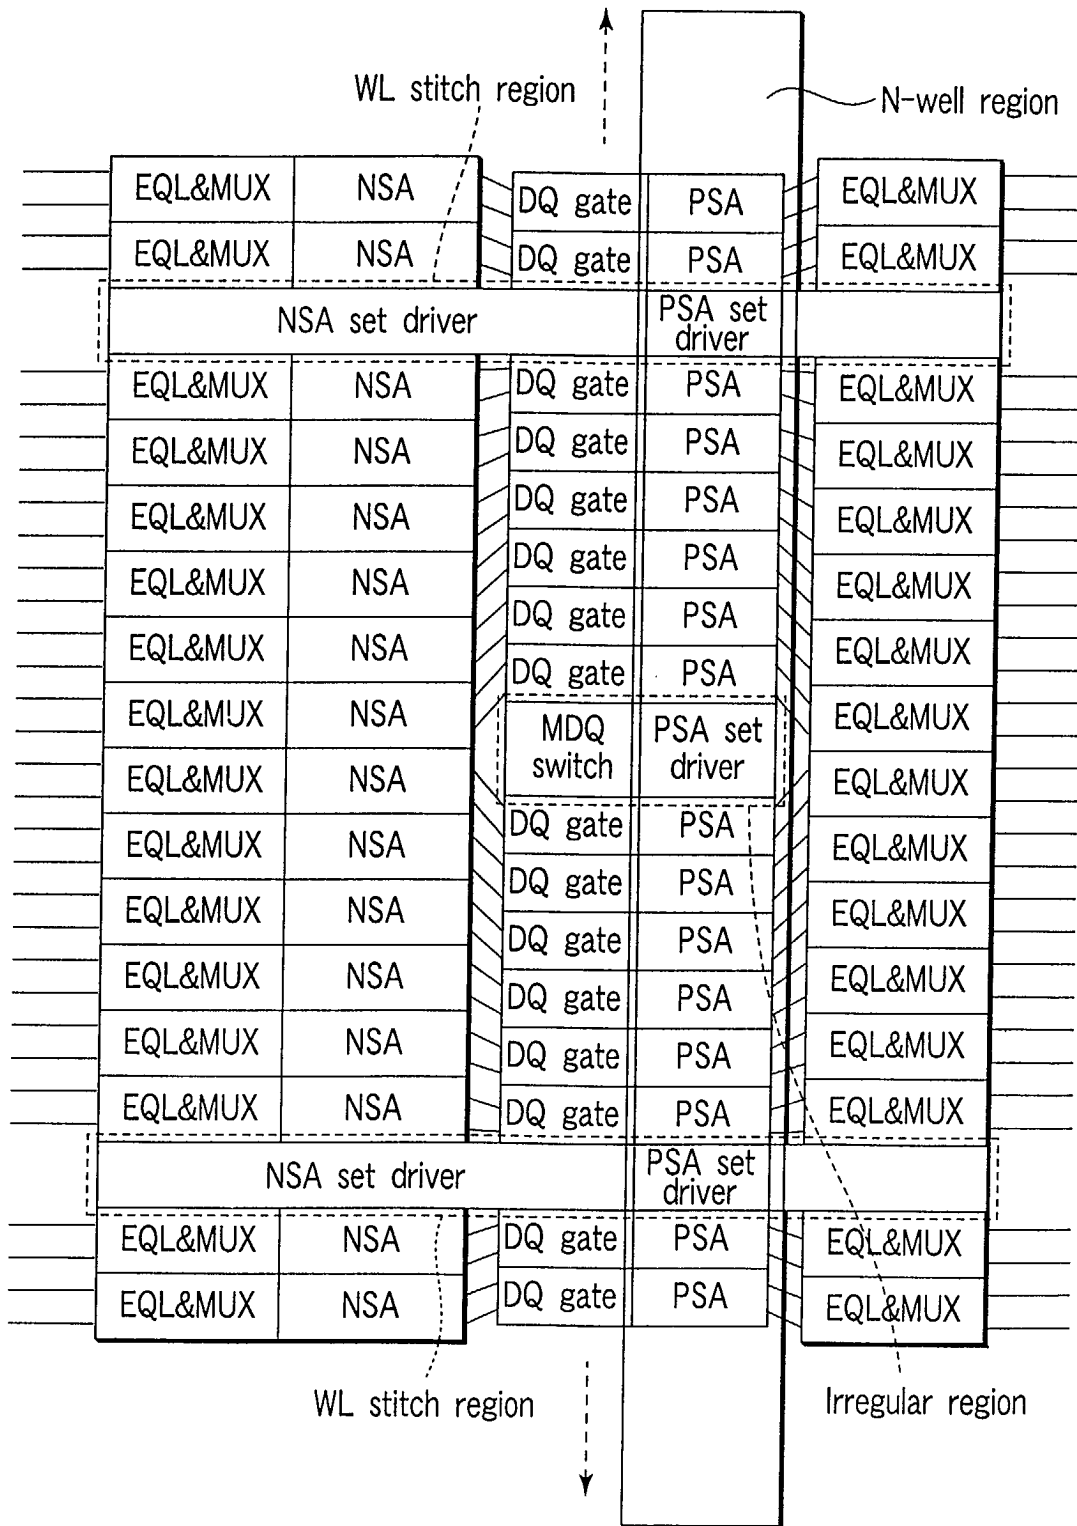 WL stitch region
N-well region
EQL&MUX NSA DQ gate PSA EQL&MUX
EQL&MUX NSA DQ gate PSA EQL&MUX
NSA set driver
PSA set
driver
EQL&MUX NSA DQ gate PSA EQL&MUX
EQL&MUX NSA DQ gate PSA EQL&MUX
EQL&MUX NSA DQ gate PSA EQL&MUX
EQL&MUX NSA DQ gate PSA EQL&MUX
EQL&MUX NSA DQ gate PSA EQL&MUX
EQL&MUX NSA DQ gate PSA EQL&MUX
MDQ
switch
PSA set
driver
EQL&MUX NSA DQ gate PSA EQL&MUX
EQL&MUX NSA DQ gate PSA EQL&MUX
EQL&MUX NSA DQ gate PSA EQL&MUX
EQL&MUX NSA DQ gate PSA EQL&MUX
EQL&MUX NSA DQ gate PSA EQL&MUX
EQL&MUX NSA DQ gate PSA EQL&MUX
NSA set driver
PSA set
driver
EQL&MUX NSA DQ gate PSA EQL&MUX
EQL&MUX NSA DQ gate PSA EQL&MUX
WL stitch region
Irregular region